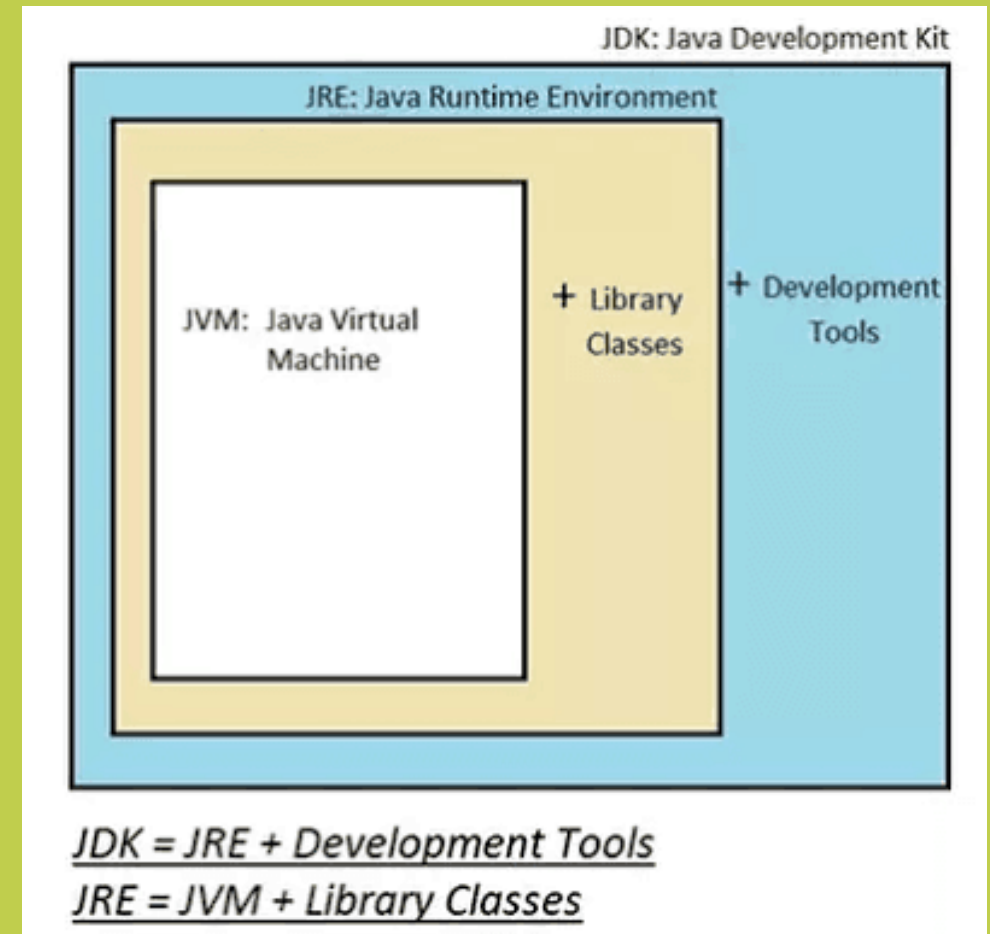 JDK: Java Development Kit
JRE: Java Runtime Environment
JVM: Java Virtual
Machine
+ Library
Classes
+ Development
Tools
JDK = JRE + Development Tools
JRE = JVM + Library Classes